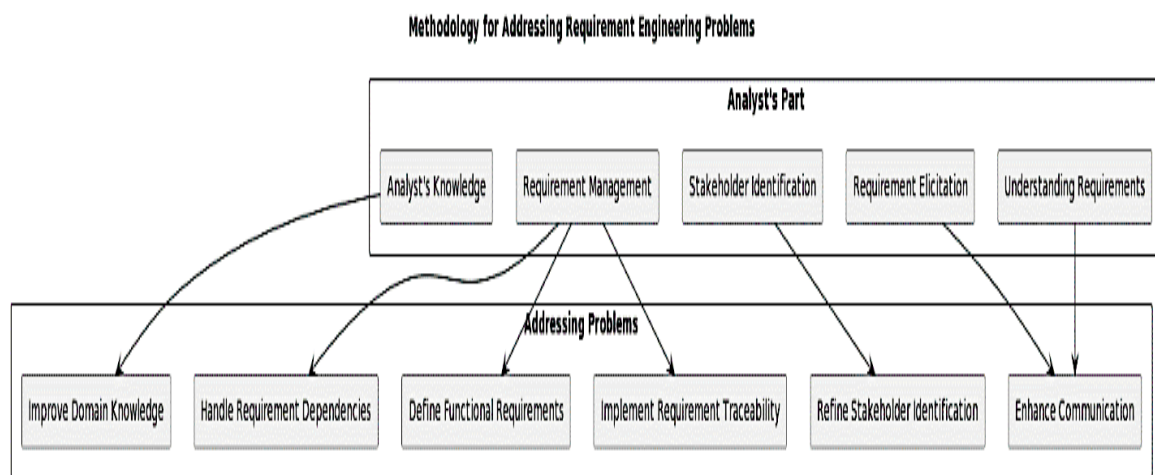 Methodology for Addressing Requirement Engineering Problems
Analyst's Part
Analyst's Knowledge
Requirement Management
Stakeholder Identification
Requirement Elicitation
Understanding Requirements
Addressing Problems
Improve Domain Knowledge
Handle Requirement Dependencies
Define Functional Requirements
Implement Requirement Traceability
Refine Stakeholder Identification
Enhance Communication